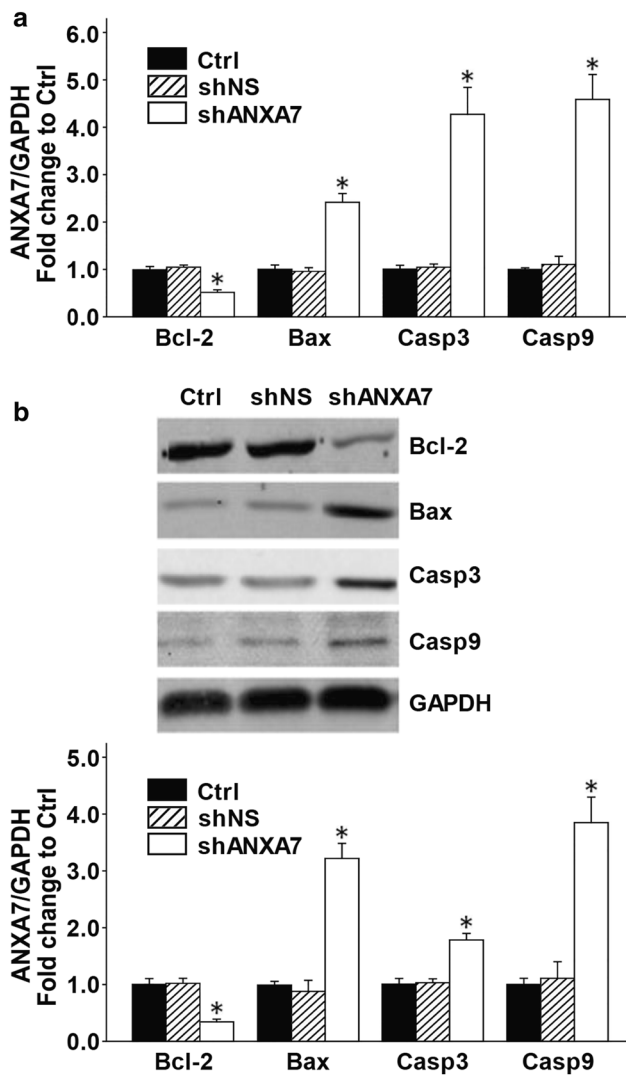 a
ANXA7/GAPDH
Fold change to Ctrl
6.0
5.0
4.0
3.0
2.0
1.0
0.0
Ctrl
shNS
shANXA7
*
*
*
*
Bcl-2 Bax Casp3 Casp9
b
Ctrl shNS shANXA7
Bcl-2
Bax
Casp3
Casp9
GAPDH
ANXA7/GAPDH
Fold change to Ctrl
5.0
4.0
3.0
2.0
1.0
0.0
Ctrl
shNS
shANXA7
*
*
*
*
Bcl-2 Bax Casp3 Casp9